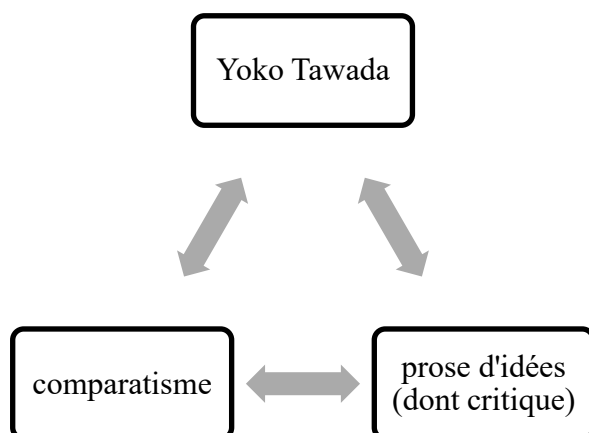 Yoko Tawada
comparatisme
prose d'idées
(dont critique)